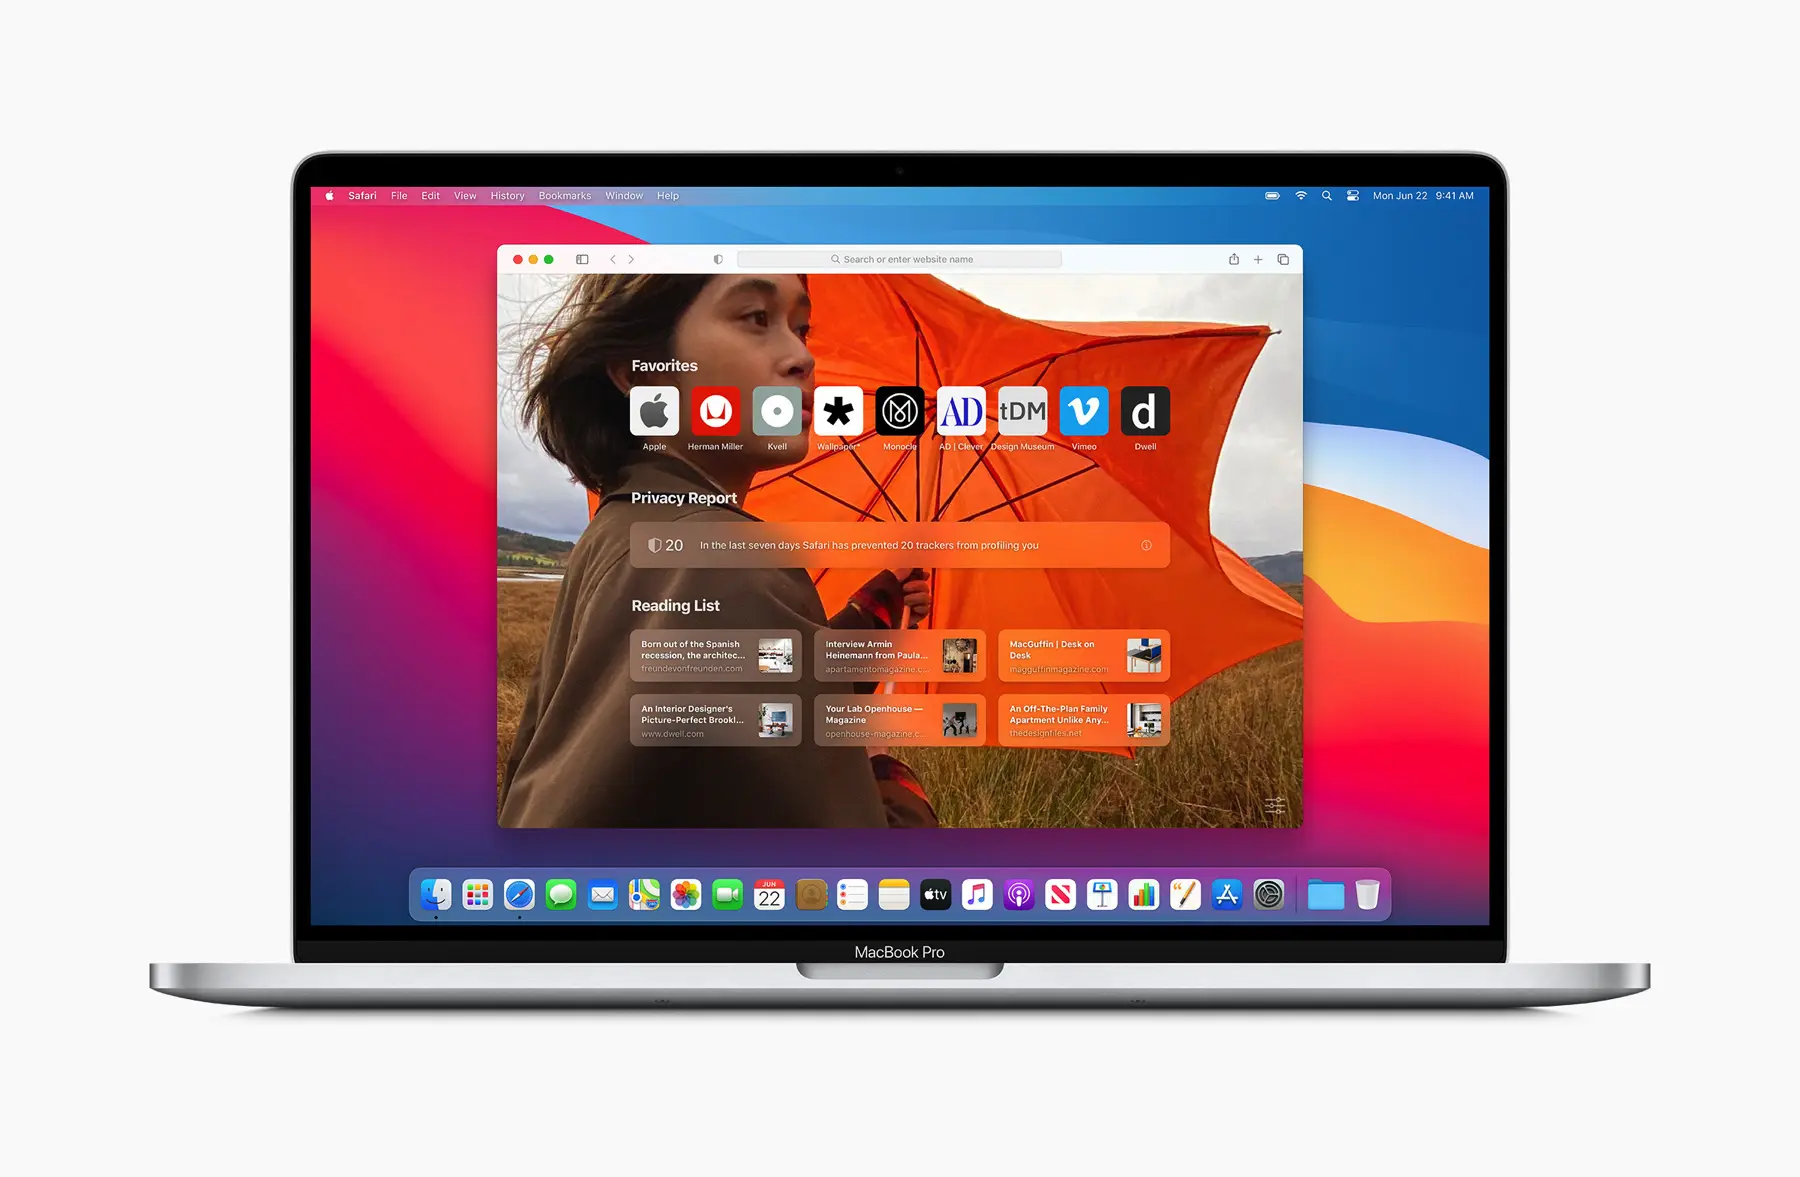 Safari File Edit View History Bookmarks Window Help
Mon Jun 22 9:41 AM
Search or enter website name
Favorites
AD
tDM
d
Apple
Herman Miller
Kvell
Wallpaper*
Monocle
AD | Clever
Design Museum
Vimeo
Dwell
Privacy Report
20 In the last seven days Safari has prevented 20 trackers from profiling you
Reading List
Born out of the Spanish
recession, the architec...
freundevonfreunden.com
Interview Armin
Heinemann from Paula...
apartamentomagazine.c...
MacGuffin | Desk on
Desk
magguffinmagazine.com
An Interior Designer's
Picture-Perfect Brookl...
www.dwell.com
Your Lab Openhouse —
Magazine
openhouse-magazine.c...
An Off-The-Plan Family
Apartment Unlike Any...
thedesignfiles.net
JUN
22
tv
MacBook Pro